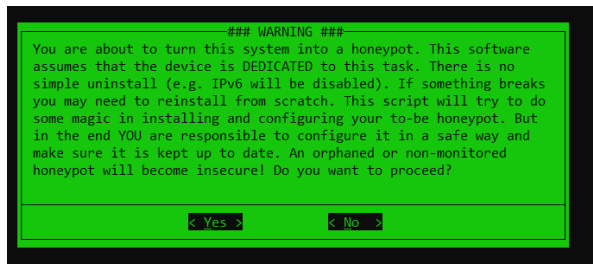 ### WARNING ###
You are about to turn this system into a honeypot. This software
assumes that the device is DEDICATED to this task. There is no
simple uninstall (e.g. IPv6 will be disabled). If something breaks
you may need to reinstall from scratch. This script will try to do
some magic in installing and configuring your to-be honeypot. But
in the end YOU are responsible to configure it in a safe way and
make sure it is kept up to date. An orphaned or non-monitored
honeypot will become insecure! Do you want to proceed?
< Yes > < No >